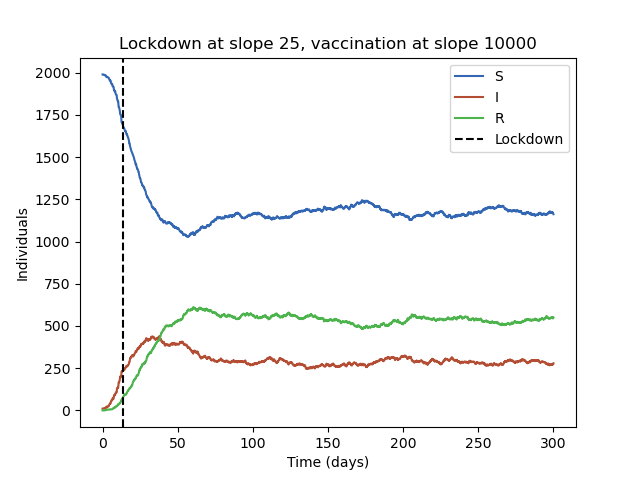 Lockdown at slope 25, vaccination at slope 10000
2000
1750
1500
1250
1000
750
500
250
0
Individuals
S
I
R
Lockdown
0 50 100 150 200 250 300
Time (days)